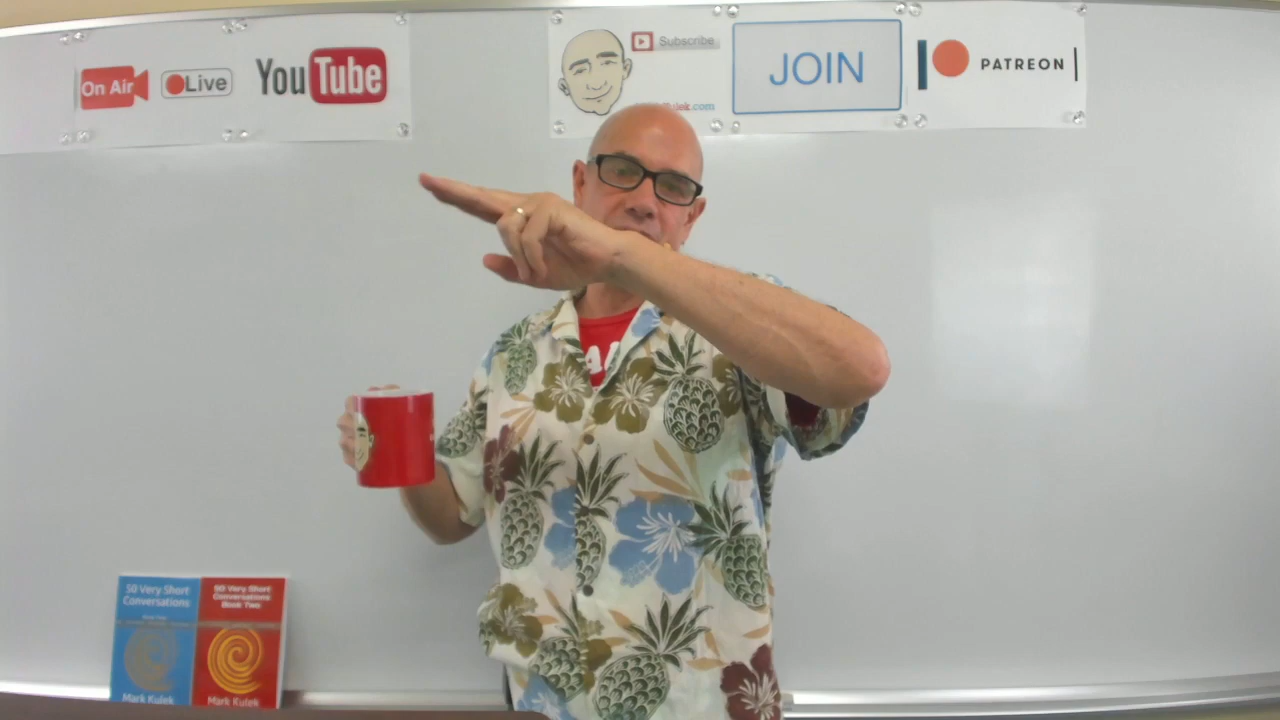 On Air
Live
YouTube
Subscribe
JOIN
PATREON
50 Very Short
Conversations
Mark Kulek
50 Very Short
Conversations
Book Two
Mark Kulek